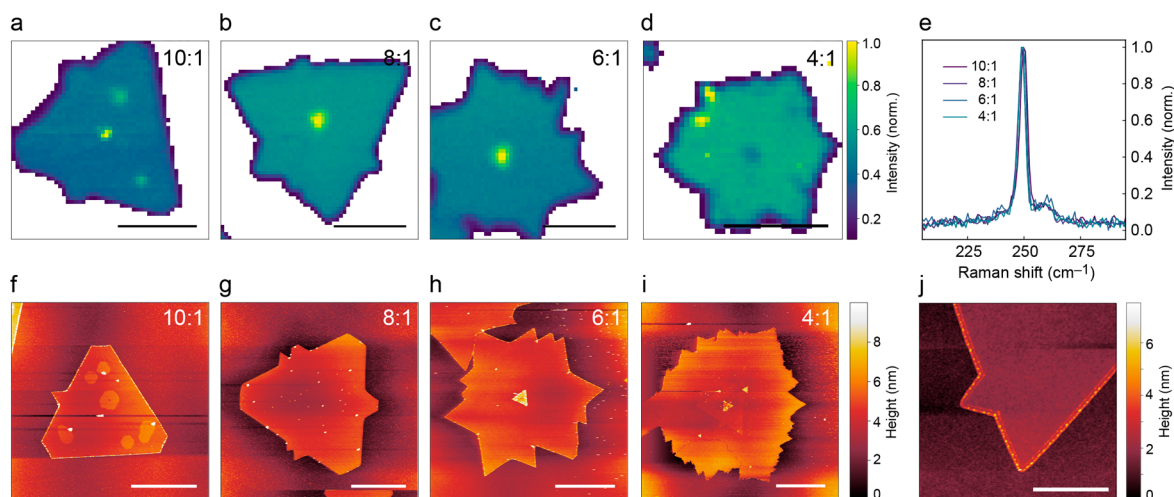 a b c d e
10:1 8:1 6:1 4:1
1.0
0.8
0.6
0.4
0.2
Intensity (norm.)
10:1
8:1
6:1
4:1
1.0
0.8
0.6
0.4
0.2
0.0
Intensity (norm.)
225 250 275
Raman shift (cm⁻¹)
f g h i j
10:1 8:1 6:1 4:1
8
6
4
2
0
Height (nm)
6
4
2
0
Height (nm)